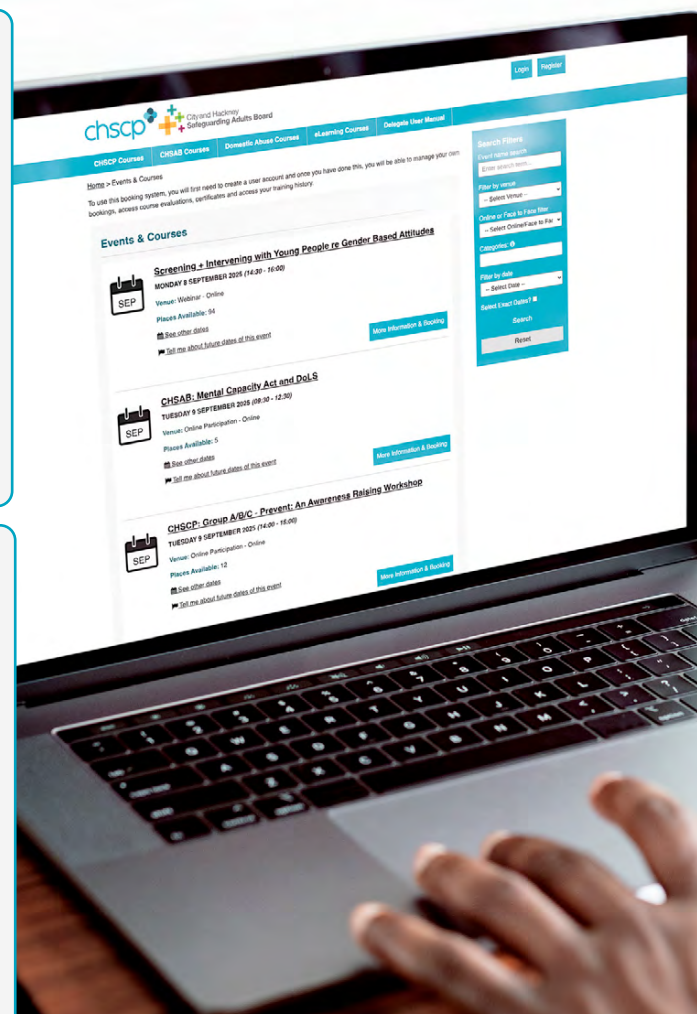 Login Register
chscp City and Hackney
Safeguarding Adults Board
CHSCP Courses CHSAB Courses Domestic Abuse Courses eLearning Courses Delegate User Manual
Home > Events & Courses
To use this booking system, you will first need to create a user account and once you have done this, you will be able to manage your own
bookings, access course evaluations, certificates and access your training history.
Events & Courses
SEP
Screening + Intervening with Young People re Gender Based Attitudes
MONDAY 8 SEPTEMBER 2025 (14:30 - 16:00)
Venue: Webinar - Online
Places Available: 94
See other dates
Tell me about future dates of this event
More Information & Booking
SEP
CHSAB: Mental Capacity Act and DoLS
TUESDAY 9 SEPTEMBER 2025 (09:30 - 12:30)
Venue: Online Participation - Online
Places Available: 5
See other dates
Tell me about future dates of this event
More Information & Booking
SEP
CHSCP: Group A/B/C - Prevent: An Awareness Raising Workshop
TUESDAY 9 SEPTEMBER 2025 (14:00 - 16:00)
Venue: Online Participation - Online
Places Available: 12
See other dates
Tell me about future dates of this event
More Information & Booking
Search Filters
Event name search
Enter search term...
Filter by venue
-- Select Venue --
Online or Face to Face filter
-- Select Online/Face to Fac
Categories:
Filter by date
-- Select Date --
Select Exact Dates?
Search
Reset